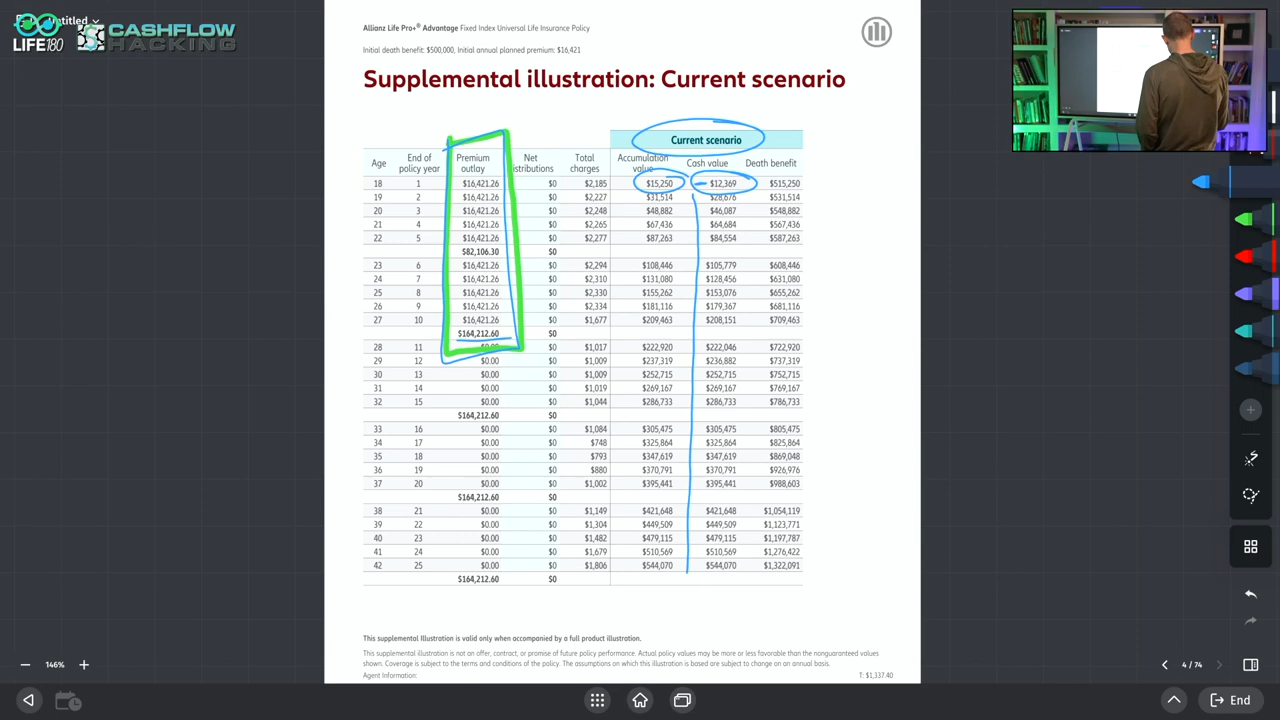 Untitled
LIFE180
CASHFLOW
HACKING
Allianz Life Pro+® Advantage Fixed Index Universal Life Insurance Policy
Initial death benefit: $500,000, Initial annual planned premium: $16,421
Supplemental illustration: Current scenario
Current scenario
Age End of policy year Premium outlay Net distributions Total charges Accumulation value Cash value Death benefit
18 1 $16,421.26 $0 $2,185 $15,250 $12,369 $515,250
19 2 $16,421.26 $0 $2,227 $31,514 $28,676 $531,514
20 3 $16,421.26 $0 $2,248 $48,882 $46,087 $548,882
21 4 $16,421.26 $0 $2,265 $67,436 $64,684 $567,436
22 5 $16,421.26 $0 $2,277 $87,263 $84,554 $587,263
$82,106.30 $0
23 6 $16,421.26 $0 $2,294 $108,446 $105,779 $608,446
24 7 $16,421.26 $0 $2,310 $131,080 $128,456 $631,080
25 8 $16,421.26 $0 $2,330 $155,262 $153,076 $655,262
26 9 $16,421.26 $0 $2,334 $181,116 $179,367 $681,116
27 10 $16,421.26 $0 $1,677 $209,463 $208,151 $709,463
$164,212.60 $0
28 11 $0.00 $0 $1,017 $222,920 $222,046 $722,920
29 12 $0.00 $0 $1,009 $237,319 $236,882 $737,319
30 13 $0.00 $0 $1,009 $252,715 $252,715 $752,715
31 14 $0.00 $0 $1,019 $269,167 $269,167 $769,167
32 15 $0.00 $0 $1,044 $286,733 $286,733 $786,733
$164,212.60 $0
33 16 $0.00 $0 $1,084 $305,475 $305,475 $805,475
34 17 $0.00 $0 $748 $325,864 $325,864 $825,864
35 18 $0.00 $0 $793 $347,619 $347,619 $869,048
36 19 $0.00 $0 $880 $370,791 $370,791 $926,976
37 20 $0.00 $0 $1,002 $395,441 $395,441 $988,603
$164,212.60 $0
38 21 $0.00 $0 $1,149 $421,648 $421,648 $1,054,119
39 22 $0.00 $0 $1,304 $449,509 $449,509 $1,123,771
40 23 $0.00 $0 $1,482 $479,115 $479,115 $1,197,787
41 24 $0.00 $0 $1,679 $510,569 $510,569 $1,276,422
42 25 $0.00 $0 $1,806 $544,070 $544,070 $1,322,091
$164,212.60 $0
This supplemental Illustration is valid only when accompanied by a full product illustration.
This supplemental illustration is not an offer, contract, or promise of future policy performance. Actual policy values may be more or less favorable than the nonguaranteed values
shown. Coverage is subject to the terms and conditions of the policy. The assumptions on which this illustration is based are subject to change on an annual basis.
Agent Information: T: $1,337.40
146%
4 / 74
End